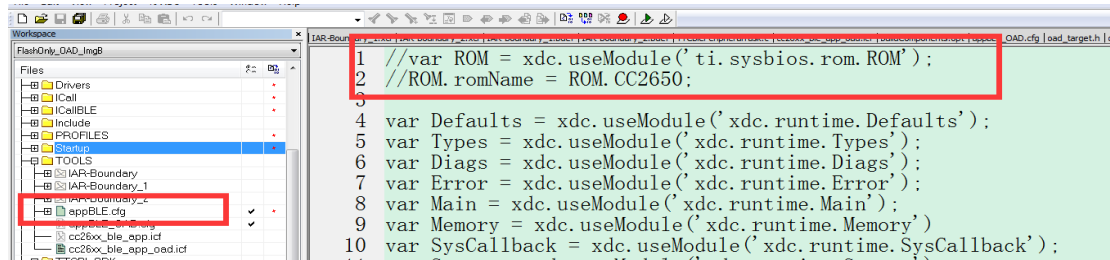 Workspace
FlashOnly_OAD_ImgB
Files
Drivers
ICall
ICallBLE
Include
PROFILES
Startup
TOOLS
IAR-Boundary
IAR-Boundary_1
IAR-Boundary_2
appBLE.cfg
appBLE_OAD.cfg
cc26xx_ble_app.icf
cc26xx_ble_app_oad.icf
1 //var ROM = xdc.useModule('ti.sysbios.rom.ROM');
2 //ROM.romName = ROM.CC2650;
3
4 var Defaults = xdc.useModule('xdc.runtime.Defaults');
5 var Types = xdc.useModule('xdc.runtime.Types');
6 var Diags = xdc.useModule('xdc.runtime.Diags');
7 var Error = xdc.useModule('xdc.runtime.Error');
8 var Main = xdc.useModule('xdc.runtime.Main');
9 var Memory = xdc.useModule('xdc.runtime.Memory')
10 var SysCallback = xdc.useModule('xdc.runtime.SysCallback');